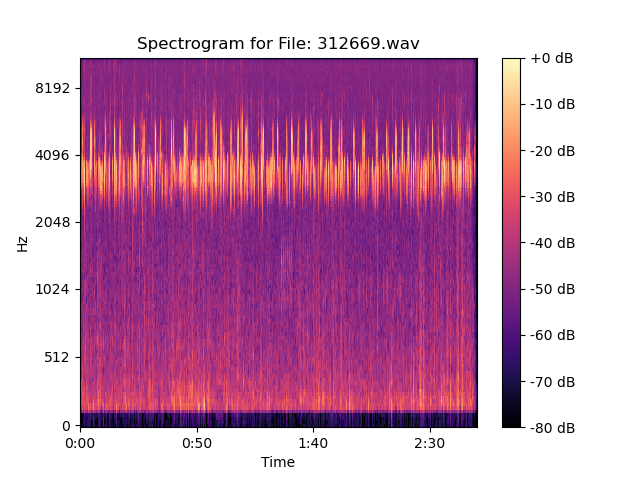 Spectrogram for File: 312669.wav
8192
4096
2048
1024
512
0
Hz
0:00
0:50
1:40
2:30
Time
+0 dB
-10 dB
-20 dB
-30 dB
-40 dB
-50 dB
-60 dB
-70 dB
-80 dB